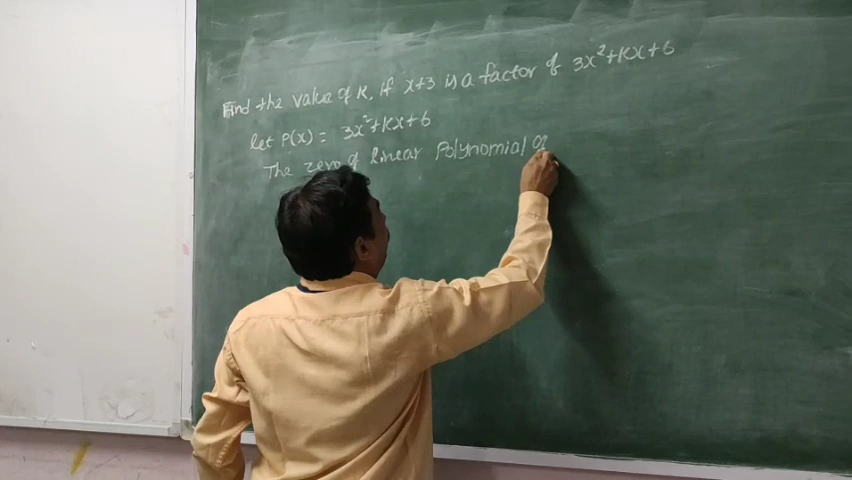 Find the value of K, if x+3 is a factor of 3x²+Kx+6
let P(x) = 3x²+Kx+6
The zero of linear Polynomial of